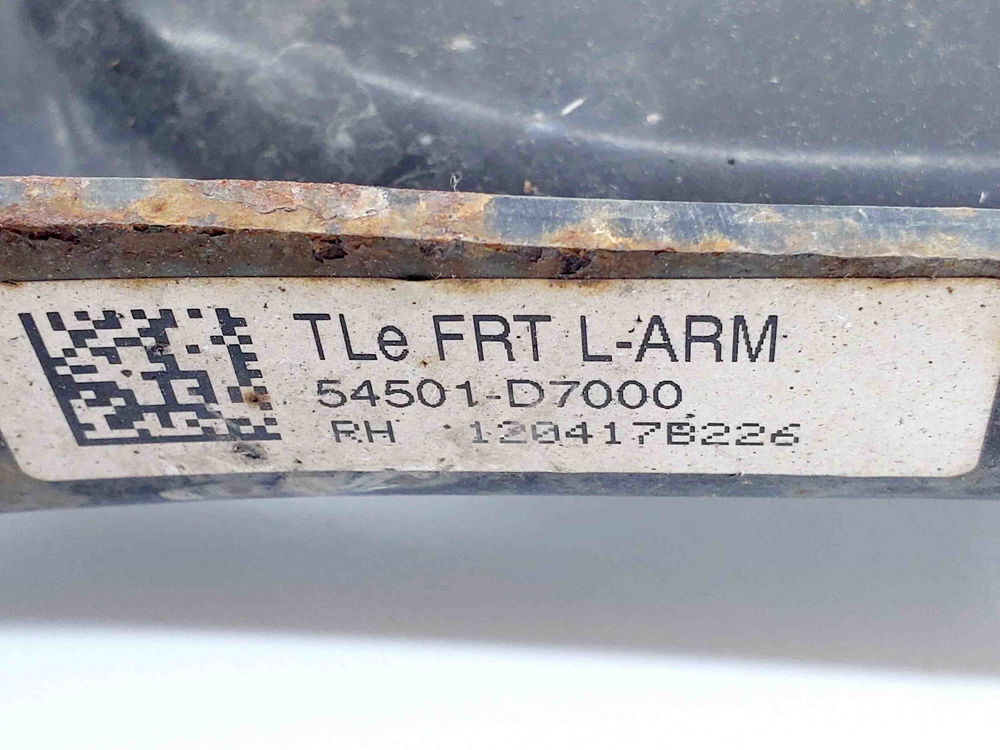 TLe FRT L-ARM
54501-D7000
RH 120417B226